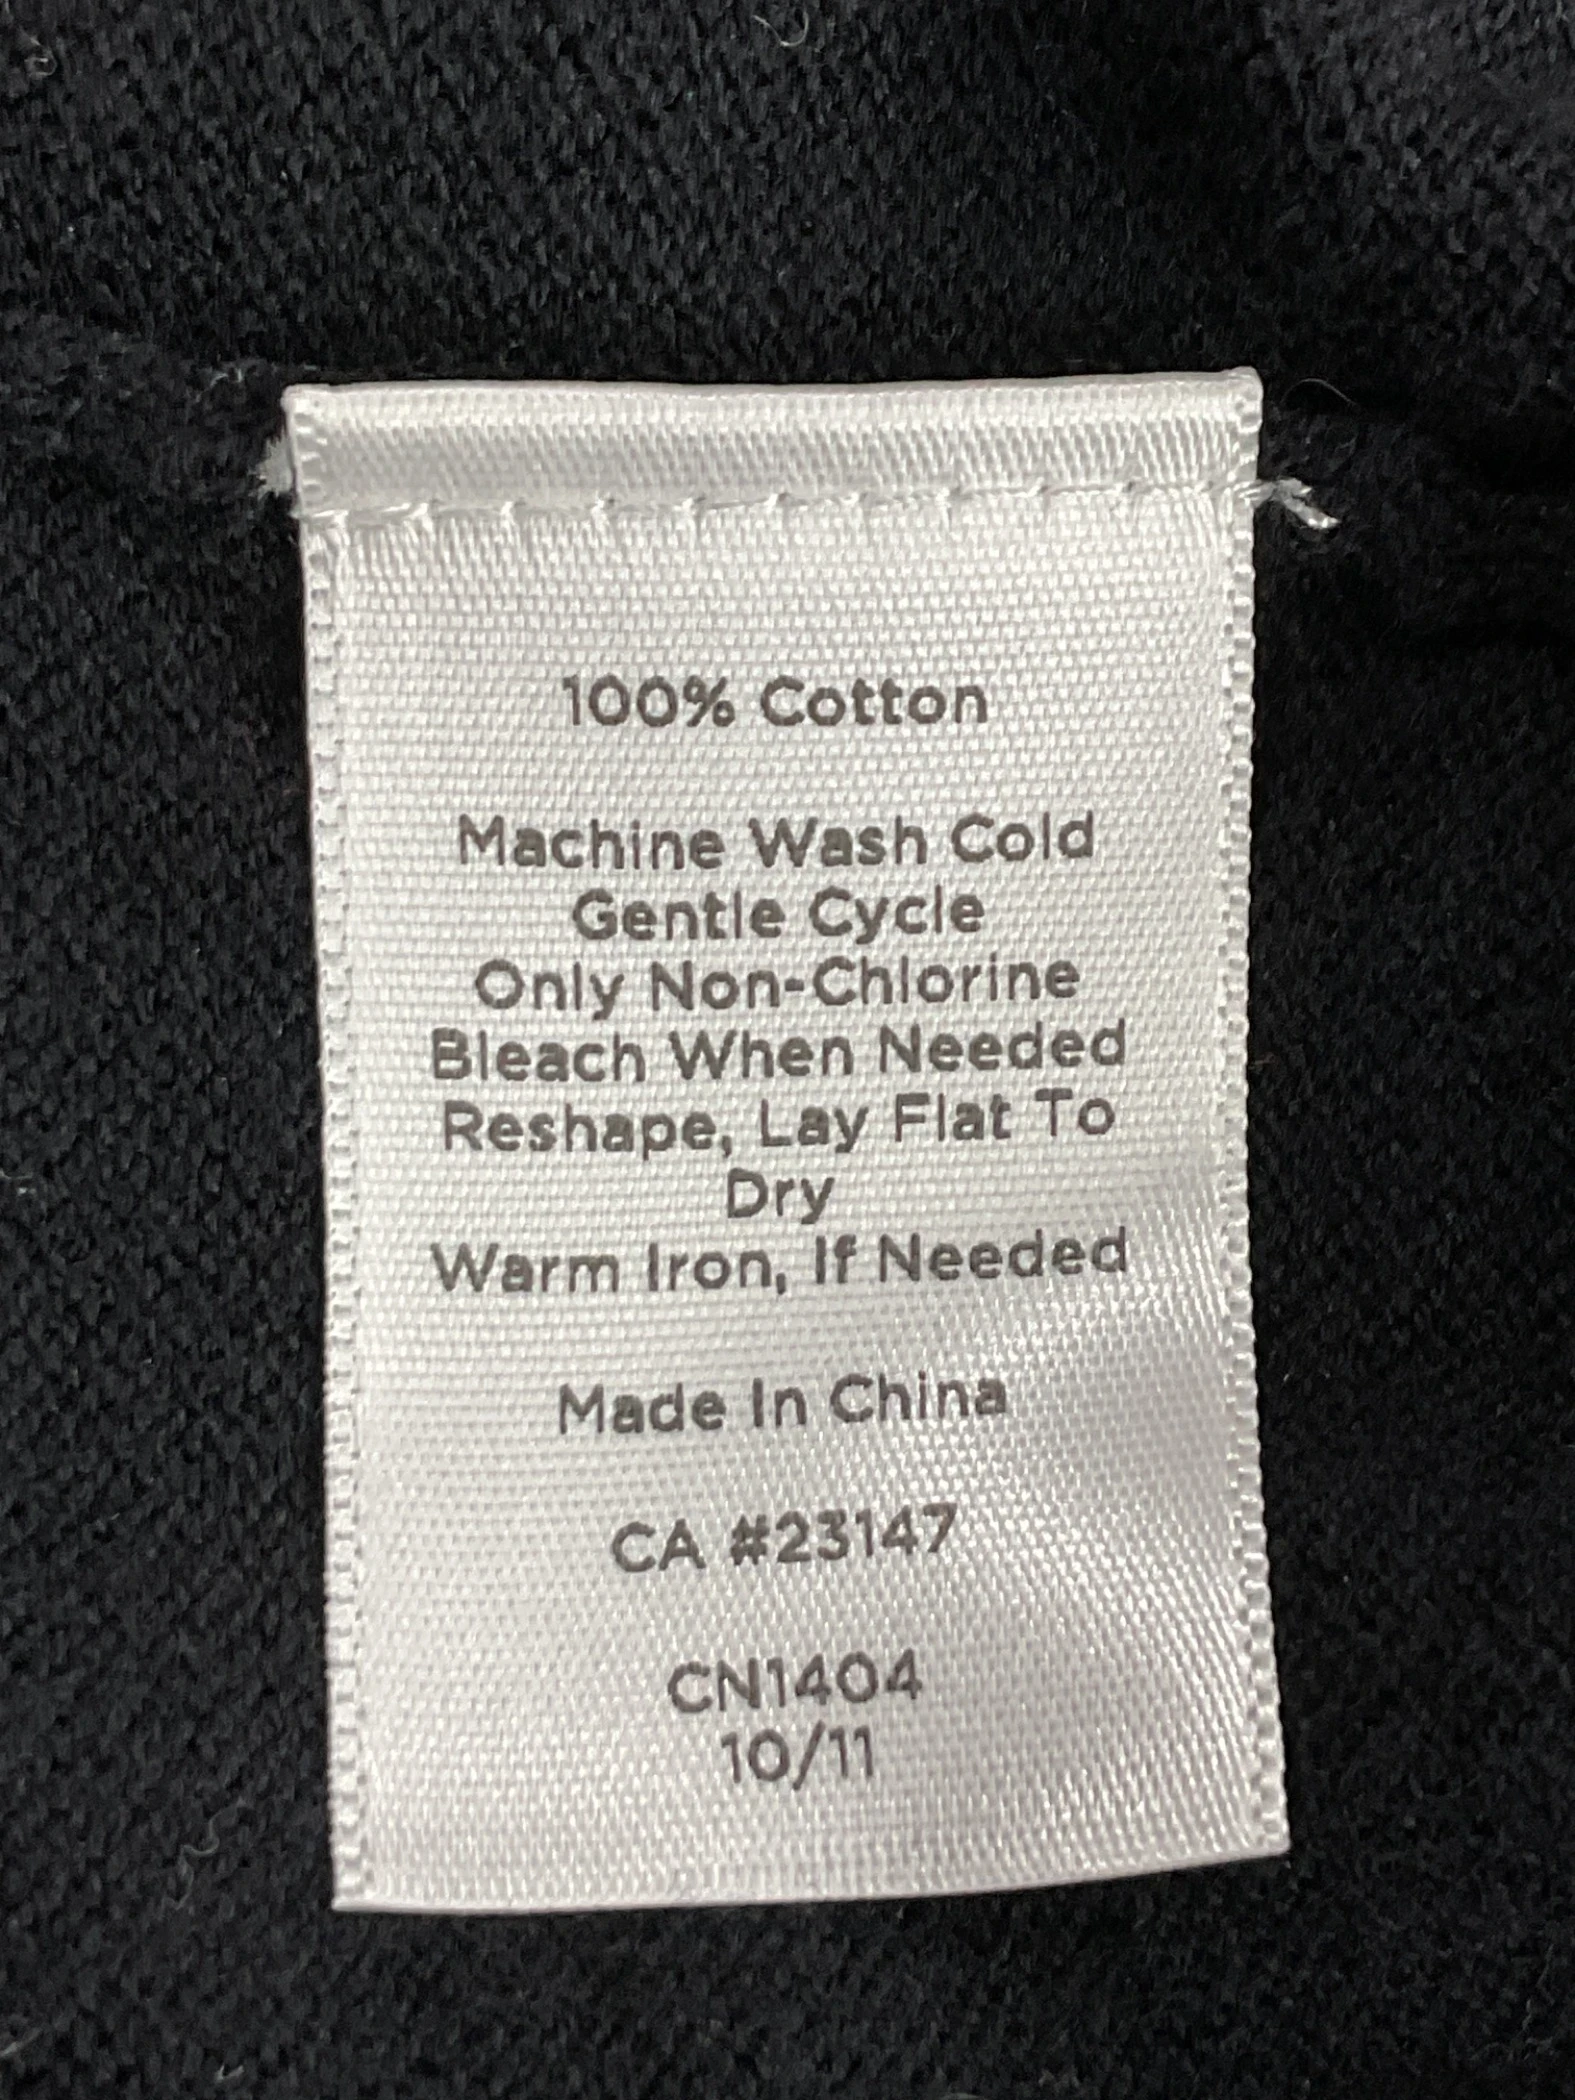 100% Cotton
Machine Wash Cold
Gentle Cycle
Only Non-Chlorine
Bleach When Needed
Reshape, Lay Flat To
Dry
Warm Iron, If Needed
Made In China
CA #23147
CN1404
10/11